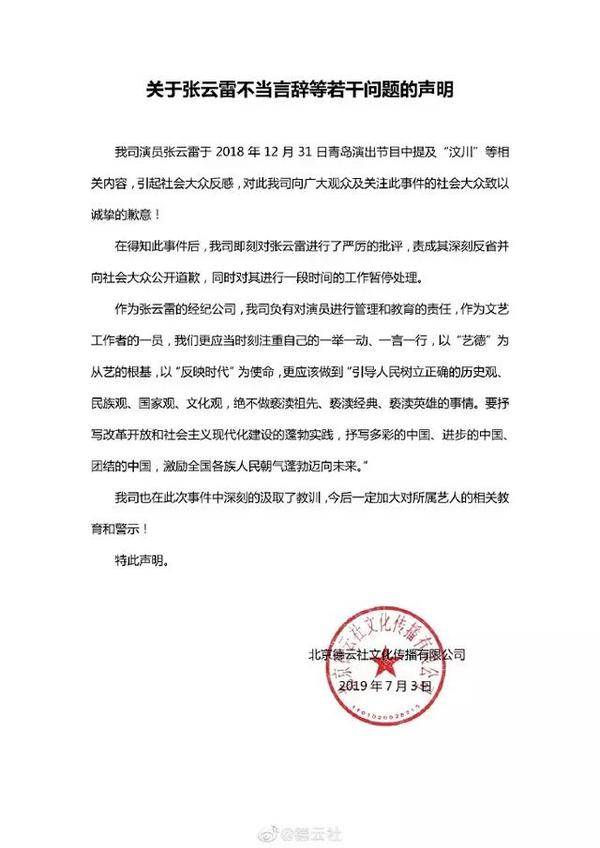 关于张云雷不当言辞等若干问题的声明
我司演员张云雷于 2018 年 12 月 31 日青岛演出节目中提及“汶川”等相
关内容，引起社会大众反感，对此我司向广大观众及关注此事件的社会大众致以
诚挚的歉意！
在得知此事件后，我司即刻对张云雷进行了严厉的批评，责成其深刻反省并
向社会大众公开道歉，同时对其进行一段时间的工作暂停处理。
作为张云雷的经纪公司，我司负有对演员进行管理和教育的责任，作为文艺
工作者的一员，我们更应当时刻注重自己的一举一动、一言一行，以“艺德”为
从艺的根基，以“反映时代”为使命，更应该做到“引导人民树立正确的历史观、
民族观、国家观、文化观，绝不做亵渎祖先、亵渎经典、亵渎英雄的事情。要抒
写改革开放和社会主义现代化建设的蓬勃实践，抒写多彩的中国、进步的中国、
团结的中国，激励全国各族人民朝气蓬勃迈向未来。”
我司也在此次事件中深刻的汲取了教训，今后一定加大对所属艺人的相关教
育和警示！
特此声明。
北京德云社文化传播有限公司
北京德云社文化传播有限公司
2019 年 7 月 3 日
1101020026215
@德云社